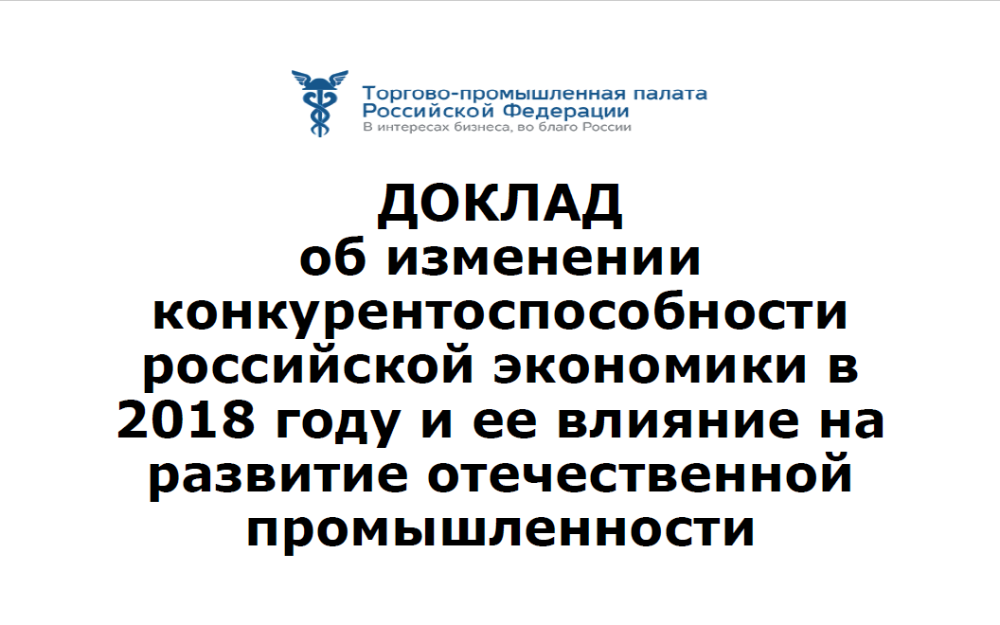 Торгово-промышленная палата
Российской Федерации
В интересах бизнеса, во благо России
ДОКЛАД
об изменении
конкурентоспособности
российской экономики в
2018 году и ее влияние на
развитие отечественной
промышленности